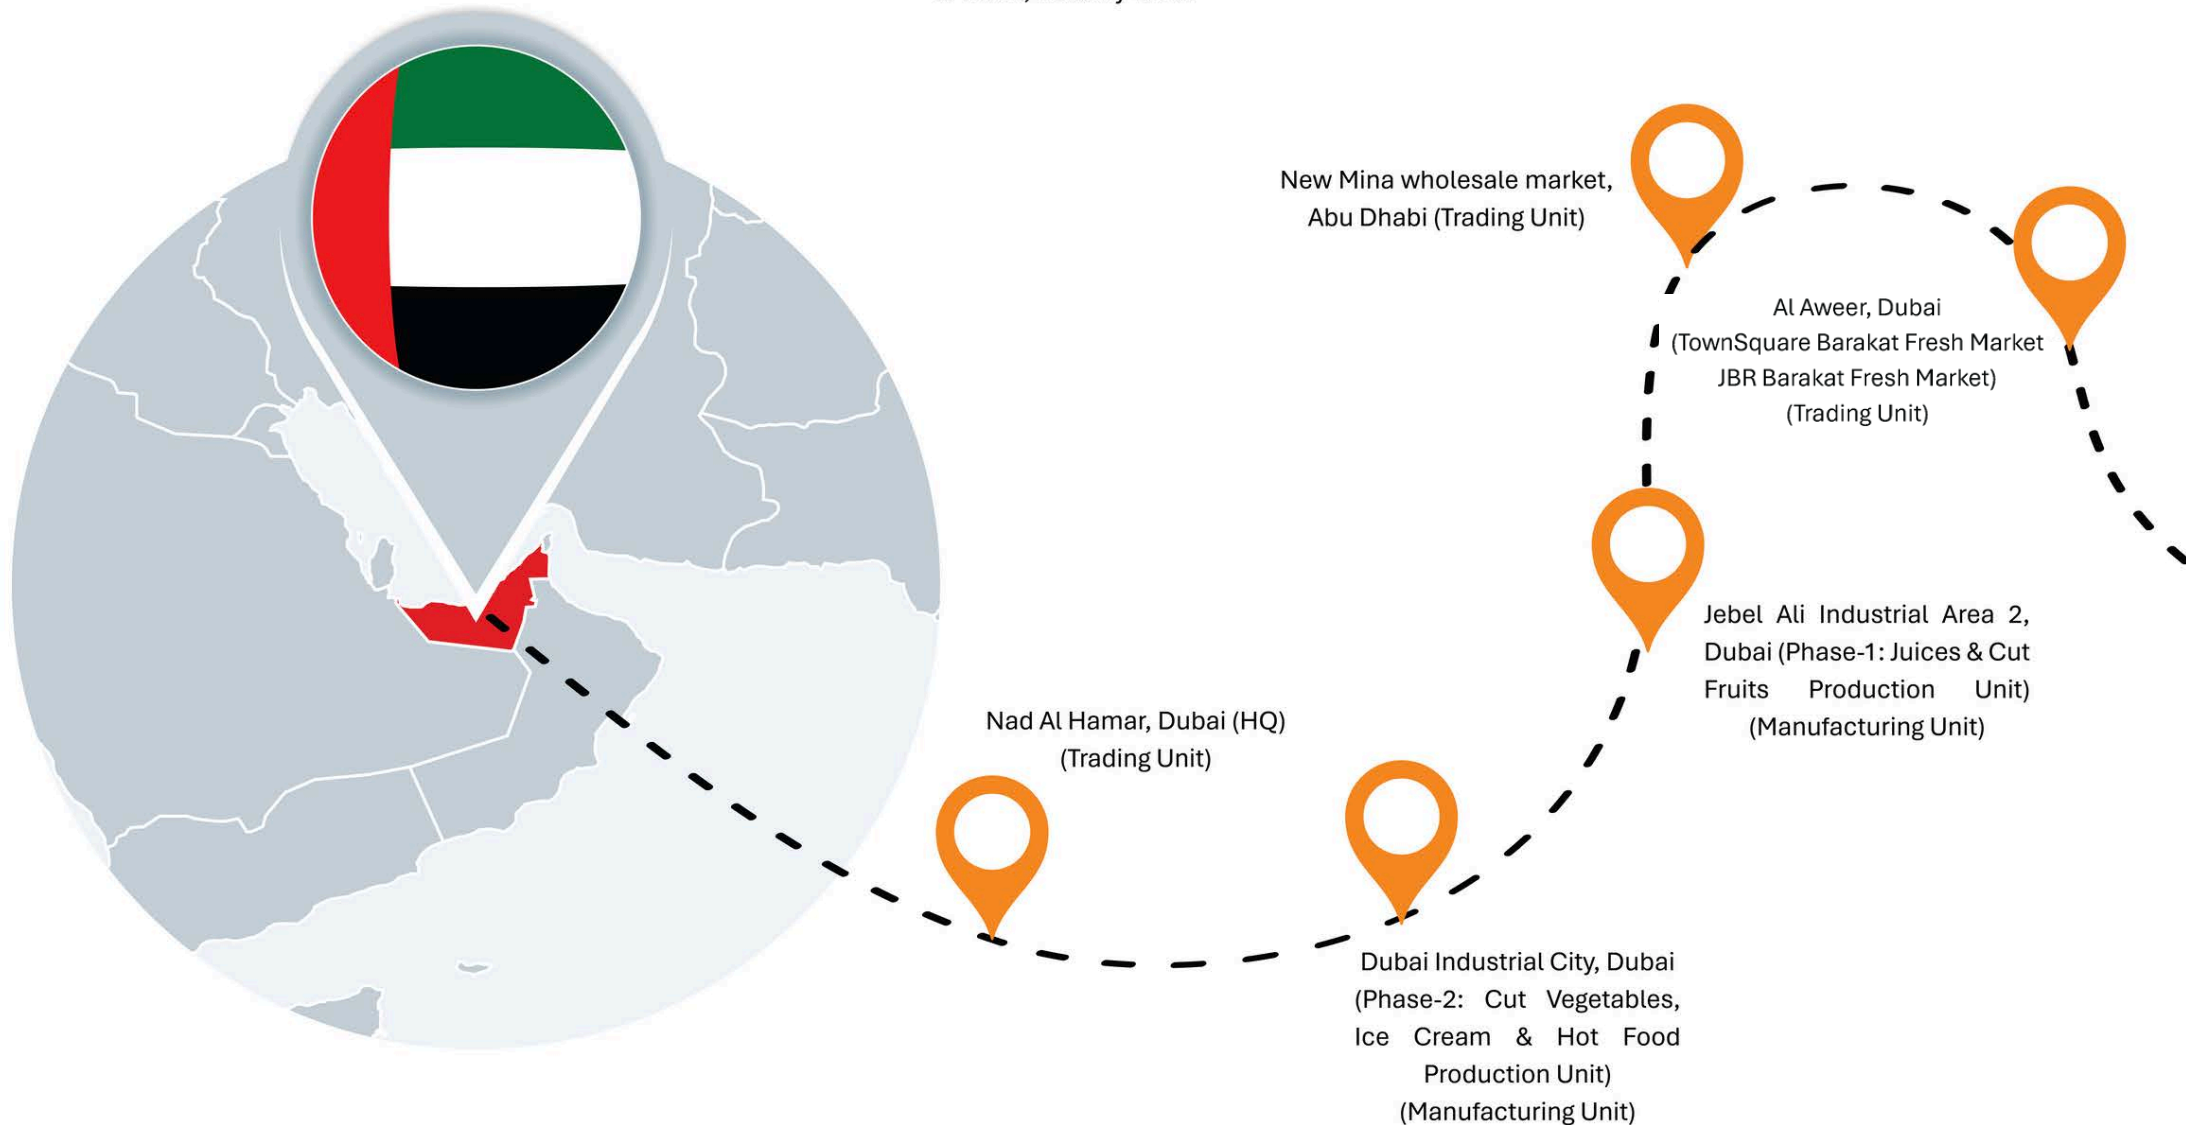 New Mina wholesale market,
Abu Dhabi (Trading Unit)
Al Aweer, Dubai
(TownSquare Barakat Fresh Market
JBR Barakat Fresh Market)
(Trading Unit)
Jebel Ali Industrial Area 2,
Dubai (Phase-1: Juices & Cut
Fruits Production Unit)
(Manufacturing Unit)
Nad Al Hamar, Dubai (HQ)
(Trading Unit)
Dubai Industrial City, Dubai
(Phase-2: Cut Vegetables,
Ice Cream & Hot Food
Production Unit)
(Manufacturing Unit)